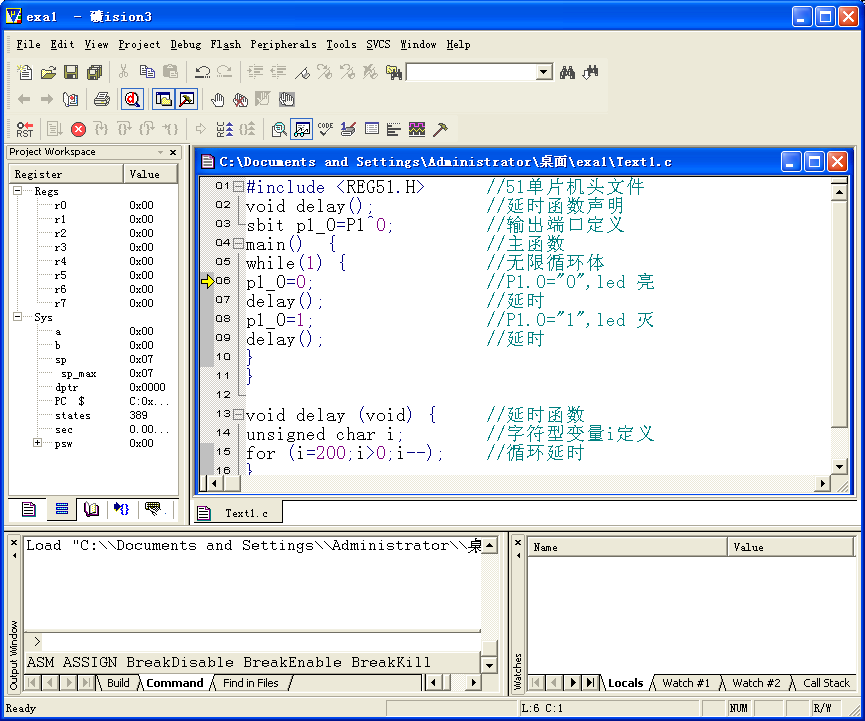 exa1 - 礦ision3
File Edit View Project Debug Flash Peripherals Tools SVCS Window Help
RST CODE REC
Project Workspace
Register Value
Regs
r0 0x00
r1 0x00
r2 0x00
r3 0x00
r4 0x00
r5 0x00
r6 0x00
r7 0x00
Sys
a 0x00
b 0x00
sp 0x07
sp_max 0x07
dptr 0x0000
PC $ C:0x...
states 389
sec 0.00...
psw 0x00
C:\Documents and Settings\Administrator\桌面\exa1\Text1.c
01 #include <REG51.H> //51单片机头文件
02 void delay(); //延时函数声明
03 sbit p1_0=P1^0; //输出端口定义
04 main() { //主函数
05 while(1) { //无限循环体
06 p1_0=0; //P1.0="0",led 亮
07 delay(); //延时
08 p1_0=1; //P1.0="1",led 灭
09 delay(); //延时
10 }
11 }
12
13 void delay (void) { //延时函数
14 unsigned char i; //字符型变量i定义
15 for (i=200;i>0;i--); //循环延时
16 }
Text1.c
Load "C:\\Documents and Settings\\Administrator\\桌
>
ASM ASSIGN BreakDisable BreakEnable BreakKill
Build Command Find in Files
Output Window
Name Value
Locals Watch #1 Watch #2 Call Stack
Watches
Ready L:6 C:1 NUM R/W